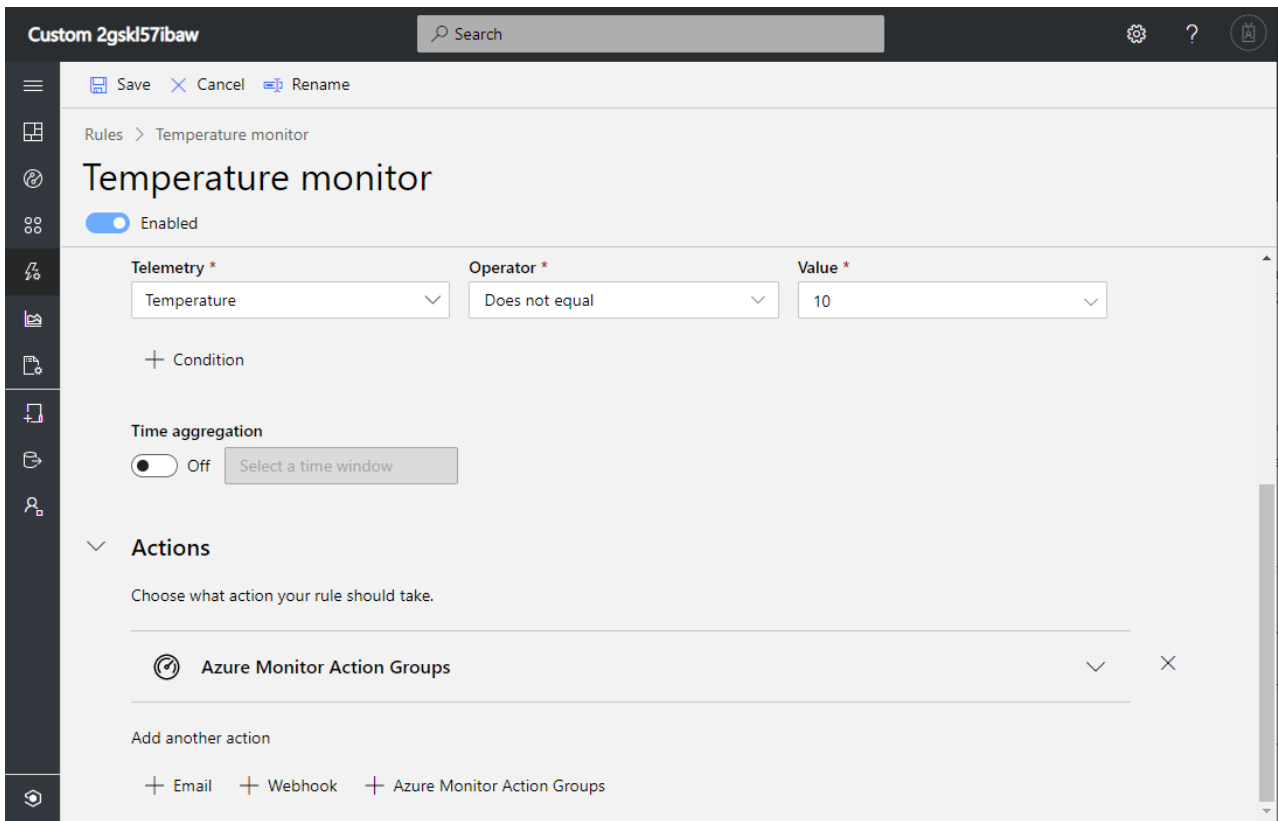 Custom 2gskl57ibaw
Search
?
Save Cancel Rename
Rules > Temperature monitor
Temperature monitor
Enabled
Telemetry * Operator * Value *
Temperature Does not equal 10
+ Condition
Time aggregation
Off Select a time window
Actions
Choose what action your rule should take.
Azure Monitor Action Groups
Add another action
+ Email + Webhook + Azure Monitor Action Groups